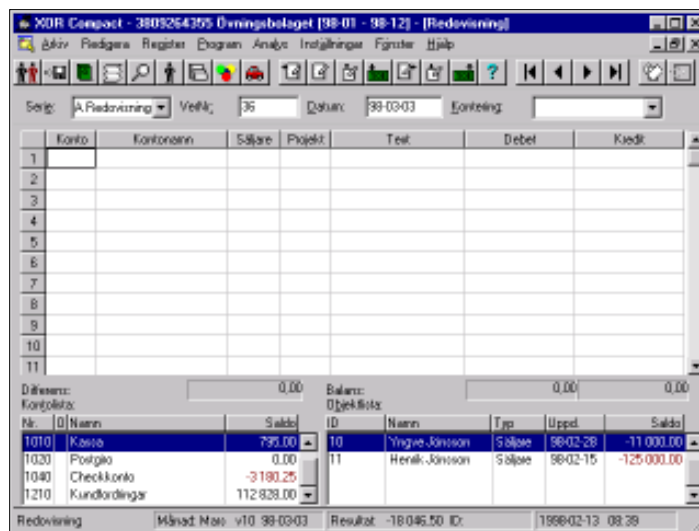 XOR Compact - 3809264355 Övningsbolaget [98-01 - 98-12] - [Redovisning]
Arkiv Redigera Register Program Analys Inställningar Fönster Hjälp
Serie: A Redovisning VerNr: 36 Datum: 98-03-03 Kontering:
Konto Kontonamn Säljare Projekt Text Debet Kredit
1
2
3
4
5
6
7
8
9
10
11
Differens: 0,00 Balans: 0,00 0,00
Kontolista: Objektlista:
Nr. D Namn Saldo ID Namn Typ Uppd. Saldo
1010 Kassa 795.00 10 Yngve Jönsson Säljare 98-02-28 -11 000.00
1020 Postgiro 0.00 11 Henrik Jönsson Säljare 98-02-15 -125 000.00
1040 Checkkonto -3 180.25
1210 Kundfordringar 112 828.00
Redovisning Månad: Mars v10 98-03-03 Resultat: -18 046.50 ID: 1998-02-13 08:39